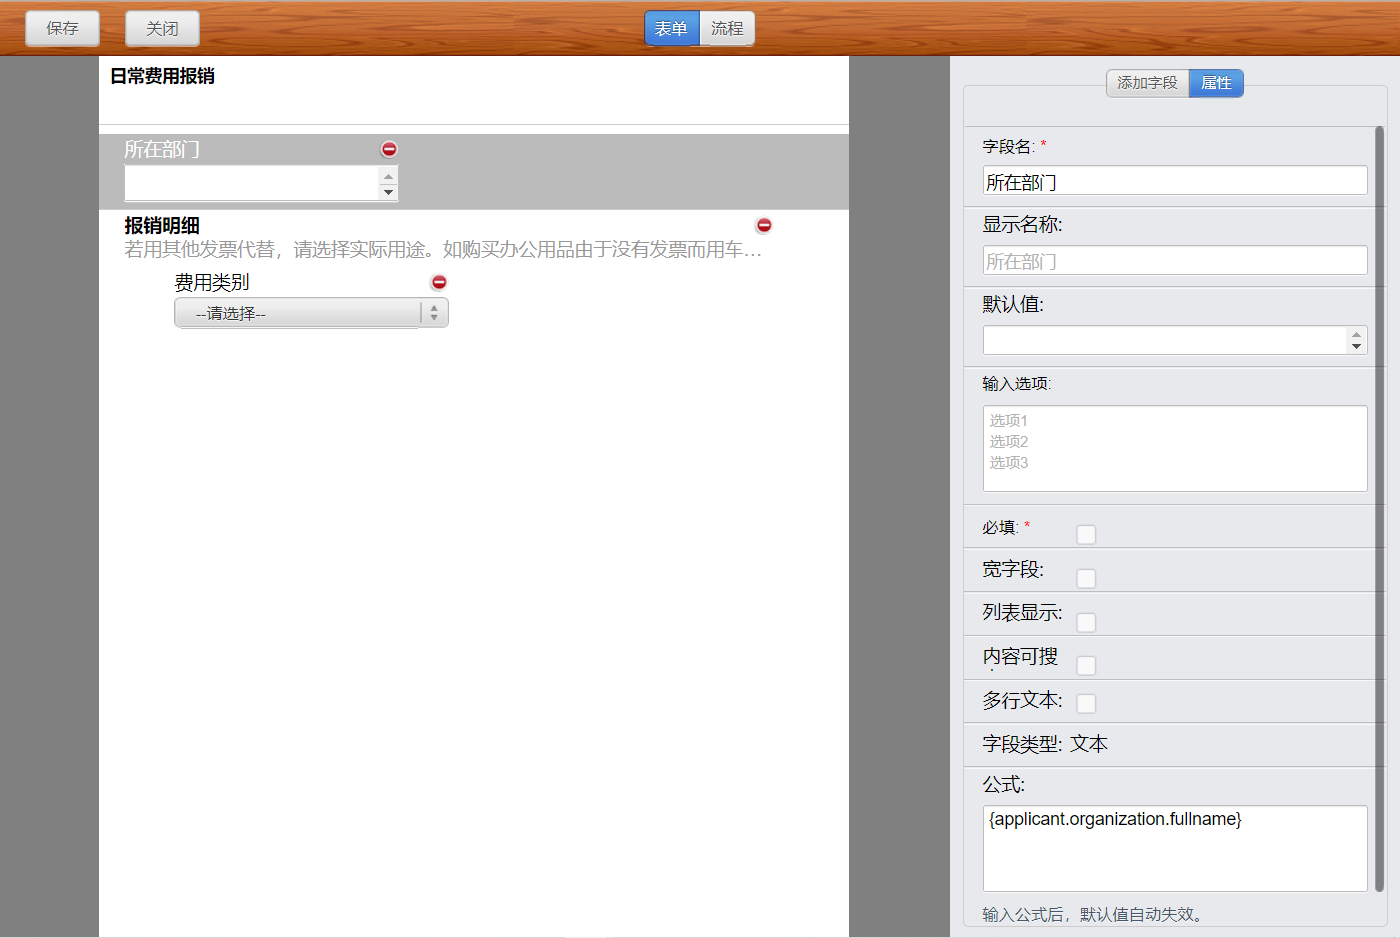 保存
关闭
表单
流程
日常费用报销
所在部门
报销明细
若用其他发票代替，请选择实际用途。如购买办公用品由于没有发票而用车...
费用类别
--请选择--
添加字段
属性
字段名: *
所在部门
显示名称:
所在部门
默认值:
输入选项:
选项1
选项2
选项3
必填: *
宽字段:
列表显示:
内容可搜
多行文本:
字段类型: 文本
公式:
{applicant.organization.fullname}
输入公式后，默认值自动失效。